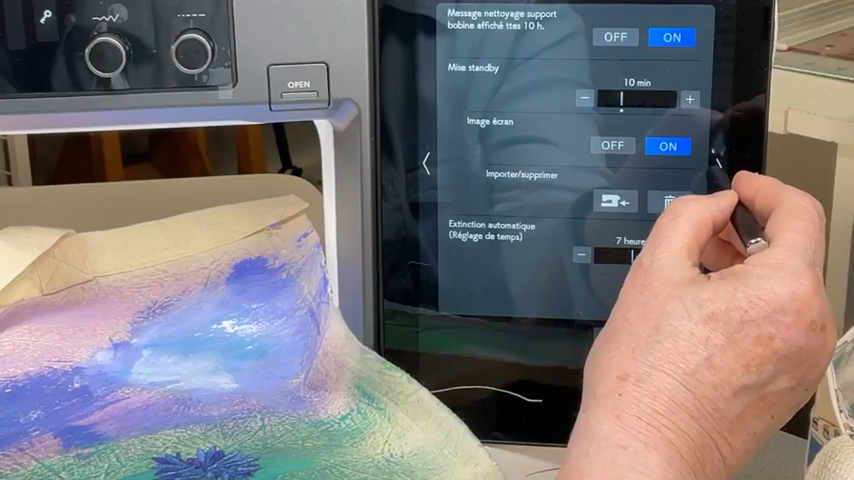 Message nettoyage support
bobine affiché ttes 10 h.
OFF ON
Mise standby
10 min
− +
OPEN
Image écran
OFF ON
Importer/supprimer
Extinction automatique
(Réglage de temps)
7 heure
−